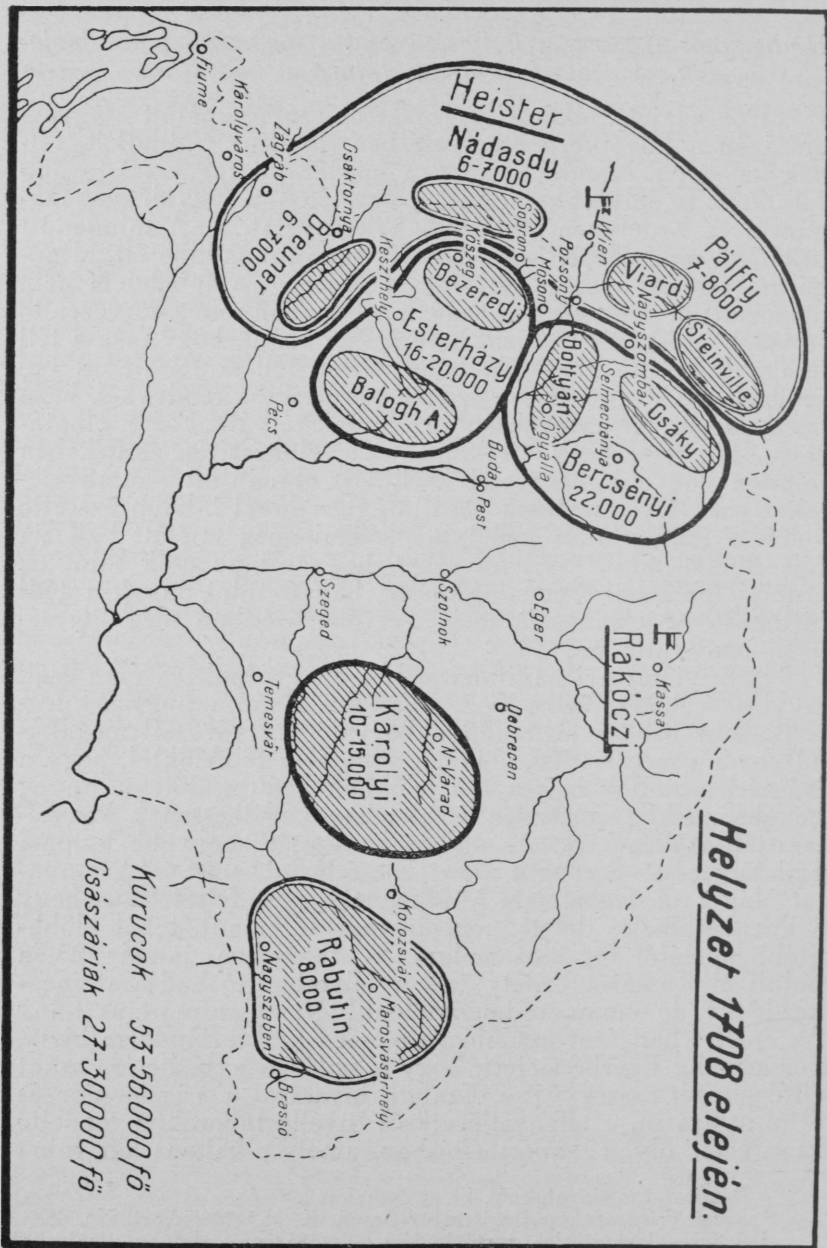 Helyzet 1708 elején.
Heister
Nádasdy
6-7000
Pálffy
7-8000
Viard
Steinville
Breuner
6-7000
Bezerédj
Esterházy
16-20.000
Balogh A
Bottyán
Csáky
Bercsényi
22.000
Rákóczi
Károlyi
10-15.000
Rabutin
8000
Fiume
Károlyváros
Zágráb
Csáktornya
Keszthely
Kőszeg
Sopron
Moson
Pozsony
Wien
Nagyszombat
Selmecbánya
Ógyalla
Buda
Pest
Pécs
Szeged
Szolnok
Eger
Kassa
Debrecen
N-Várad
Temesvár
Kolozsvár
Marosvásárhely
Nagyszeben
Brassó
Kurucok 53-56.000 fő
Császáriak 27-30.000 fő